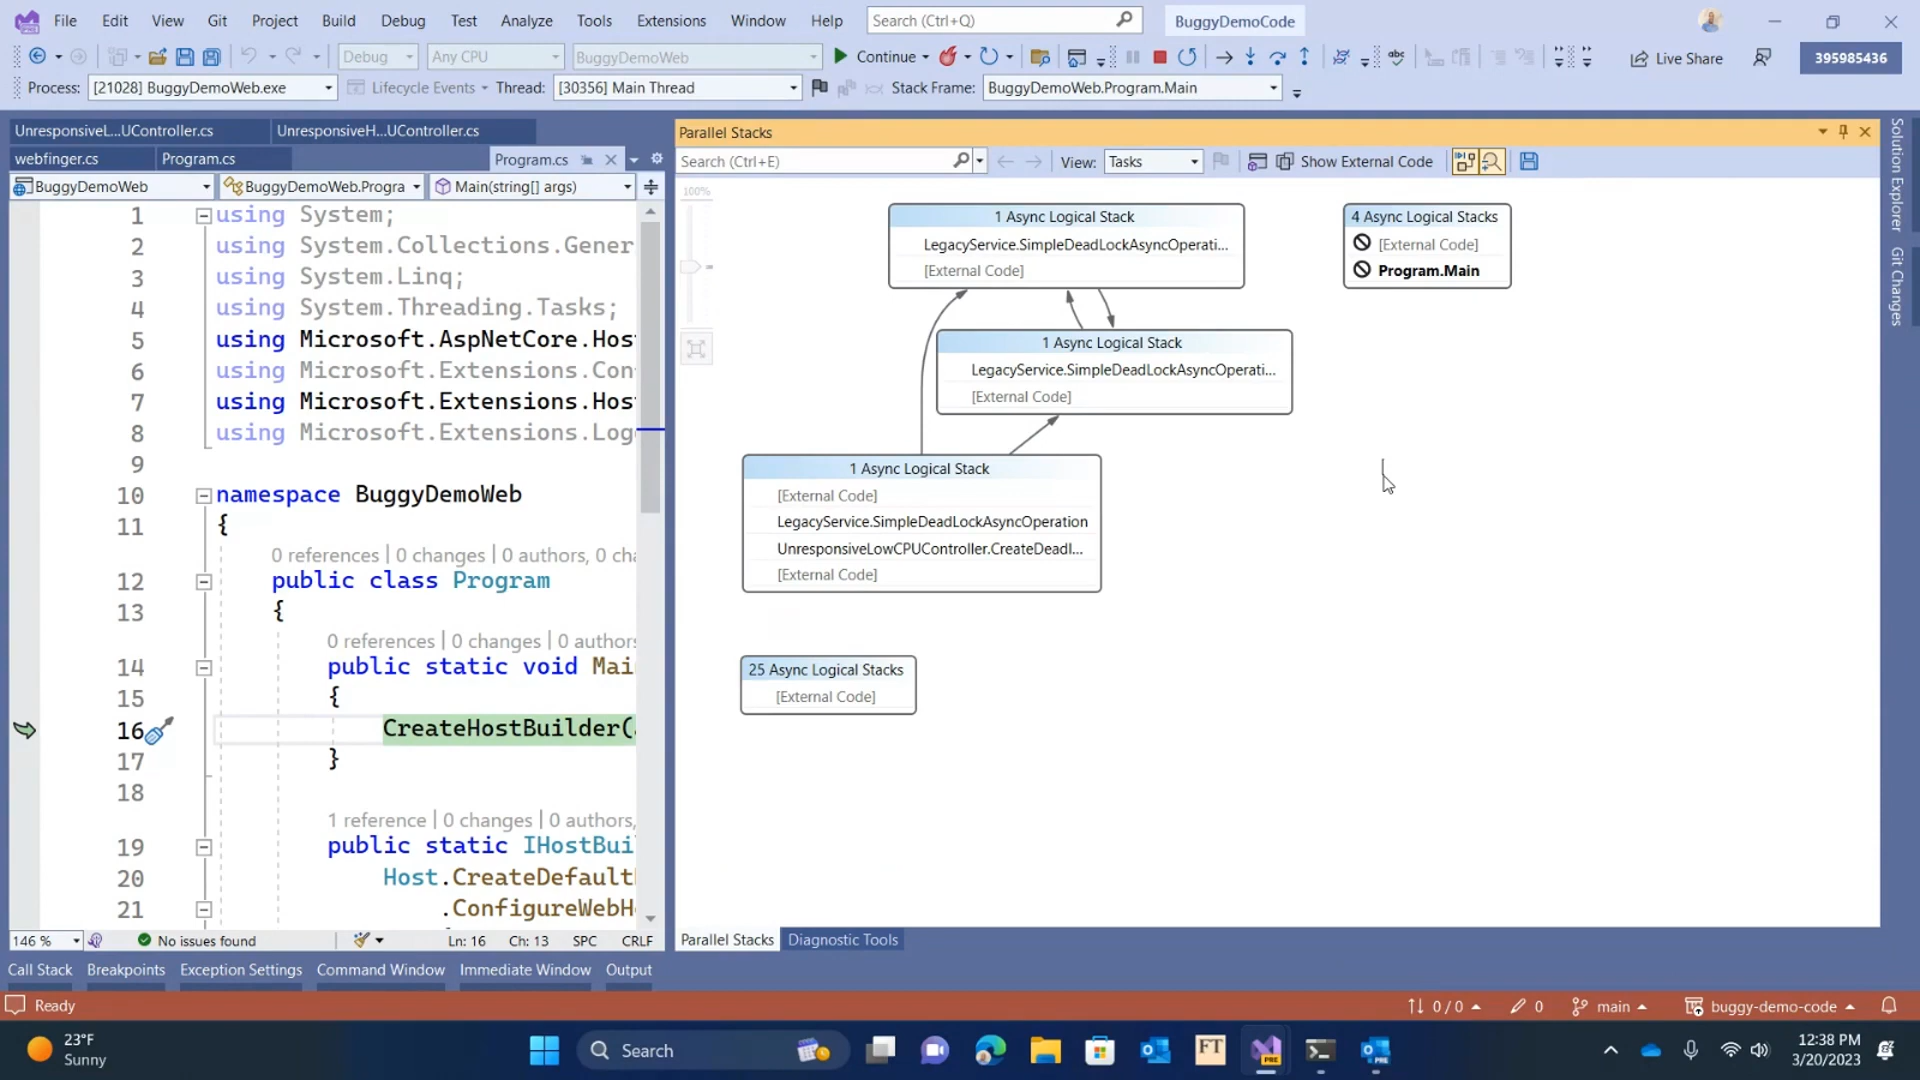 File Edit View Git Project Build Debug Test Analyze Tools Extensions Window Help Search (Ctrl+Q) BuggyDemoCode
Debug Any CPU BuggyDemoWeb Continue Live Share 395985436
Process: [21028] BuggyDemoWeb.exe Lifecycle Events Thread: [30356] Main Thread Stack Frame: BuggyDemoWeb.Program.Main
UnresponsiveL...UController.cs UnresponsiveH...UController.cs
webfinger.cs Program.cs Program.cs
BuggyDemoWeb BuggyDemoWeb.Progra Main(string[] args)
1 using System;
2 using System.Collections.Gener
3 using System.Linq;
4 using System.Threading.Tasks;
5 using Microsoft.AspNetCore.Hos
6 using Microsoft.Extensions.Con
7 using Microsoft.Extensions.Hos
8 using Microsoft.Extensions.Log
9
10 namespace BuggyDemoWeb
11 {
0 references | 0 changes | 0 authors, 0 cha
12 public class Program
13 {
0 references | 0 changes | 0 authors
14 public static void Mai
15 {
16 CreateHostBuilder(
17 }
18
1 reference | 0 changes | 0 authors,
19 public static IHostBui
20 Host.CreateDefault
21 .ConfigureWebH
146 % No issues found Ln: 16 Ch: 13 SPC CRLF
Parallel Stacks
Search (Ctrl+E) View: Tasks Show External Code
100%
1 Async Logical Stack
LegacyService.SimpleDeadLockAsyncOperati...
[External Code]
4 Async Logical Stacks
[External Code]
Program.Main
1 Async Logical Stack
LegacyService.SimpleDeadLockAsyncOperati...
[External Code]
1 Async Logical Stack
[External Code]
LegacyService.SimpleDeadLockAsyncOperation
UnresponsiveLowCPUController.CreateDeadl...
[External Code]
25 Async Logical Stacks
[External Code]
Parallel Stacks Diagnostic Tools
Solution Explorer
Git Changes
Call Stack Breakpoints Exception Settings Command Window Immediate Window Output
Ready 0 / 0 0 main buggy-demo-code
23°F
Sunny
Search
FT
PRE
PRE
12:38 PM
3/20/2023